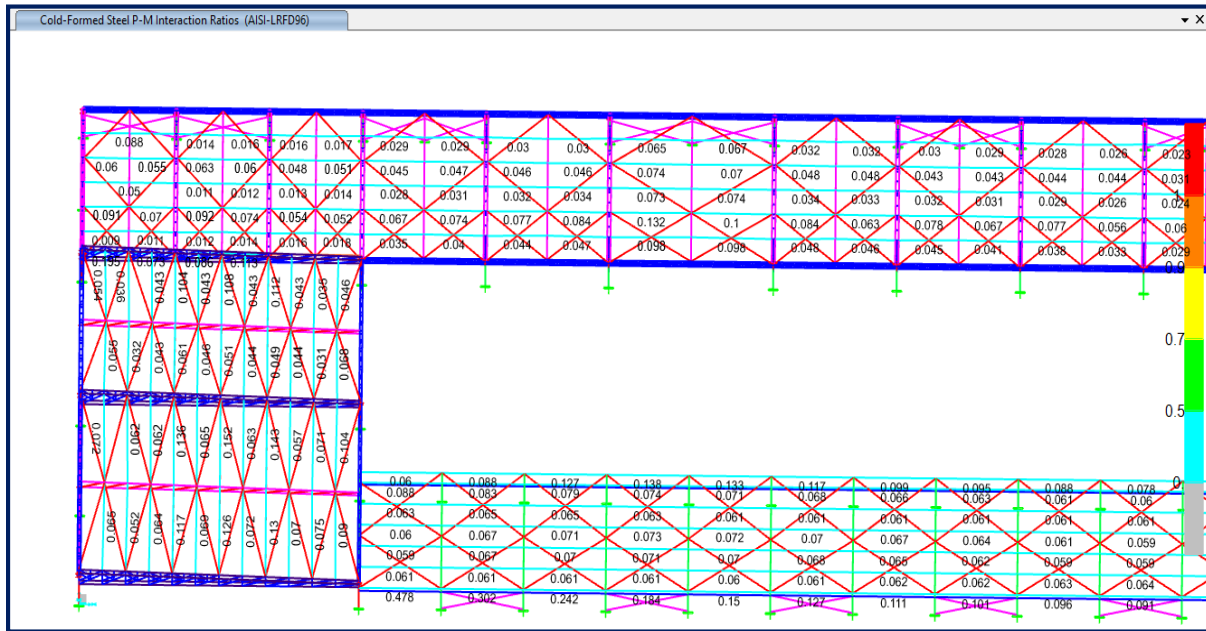 Cold-Formed Steel P-M Interaction Ratios (AISI-LRFD96)
0.088 0.014 0.016 0.016 0.017 0.029 0.029 0.03 0.03 0.065 0.067 0.032 0.032 0.03 0.029 0.028 0.028 0.023
0.06 0.055 0.063 0.06 0.048 0.051 0.045 0.047 0.046 0.046 0.074 0.07 0.048 0.048 0.043 0.043 0.044 0.044 0.031
0.05 0.011 0.012 0.013 0.014 0.028 0.031 0.032 0.034 0.073 0.074 0.034 0.033 0.032 0.031 0.029 0.026 0.024
0.091 0.07 0.092 0.074 0.054 0.052 0.067 0.074 0.077 0.084 0.132 0.1 0.084 0.063 0.078 0.067 0.077 0.056 0.06
0.009 0.011 0.012 0.014 0.016 0.018 0.035 0.04 0.044 0.047 0.098 0.098 0.048 0.046 0.045 0.041 0.038 0.033 0.029
0.054 0.036 0.043 0.104 0.043 0.108 0.043 0.112 0.043 0.046
0.055 0.032 0.043 0.061 0.046 0.051 0.044 0.049 0.044 0.031 0.068
0.7
0.5
0.072 0.062 0.062 0.136 0.065 0.152 0.063 0.143 0.057 0.071 0.104
0.06 0.088 0.127 0.138 0.133 0.117 0.099 0.095 0.088 0.078
0.088 0.083 0.079 0.074 0.071 0.068 0.066 0.063 0.061 0.06
0.063 0.065 0.065 0.063 0.061 0.061 0.061 0.061 0.061 0.061
0.065 0.052 0.064 0.117 0.069 0.126 0.072 0.13 0.07 0.075 0.09
0.06 0.067 0.071 0.073 0.072 0.07 0.067 0.064 0.061 0.059
0.059 0.067 0.07 0.071 0.07 0.068 0.065 0.062 0.059 0.059
0.061 0.061 0.061 0.061 0.06 0.061 0.062 0.062 0.063 0.064
0.478 0.302 0.242 0.184 0.15 0.127 0.111 0.101 0.096 0.091